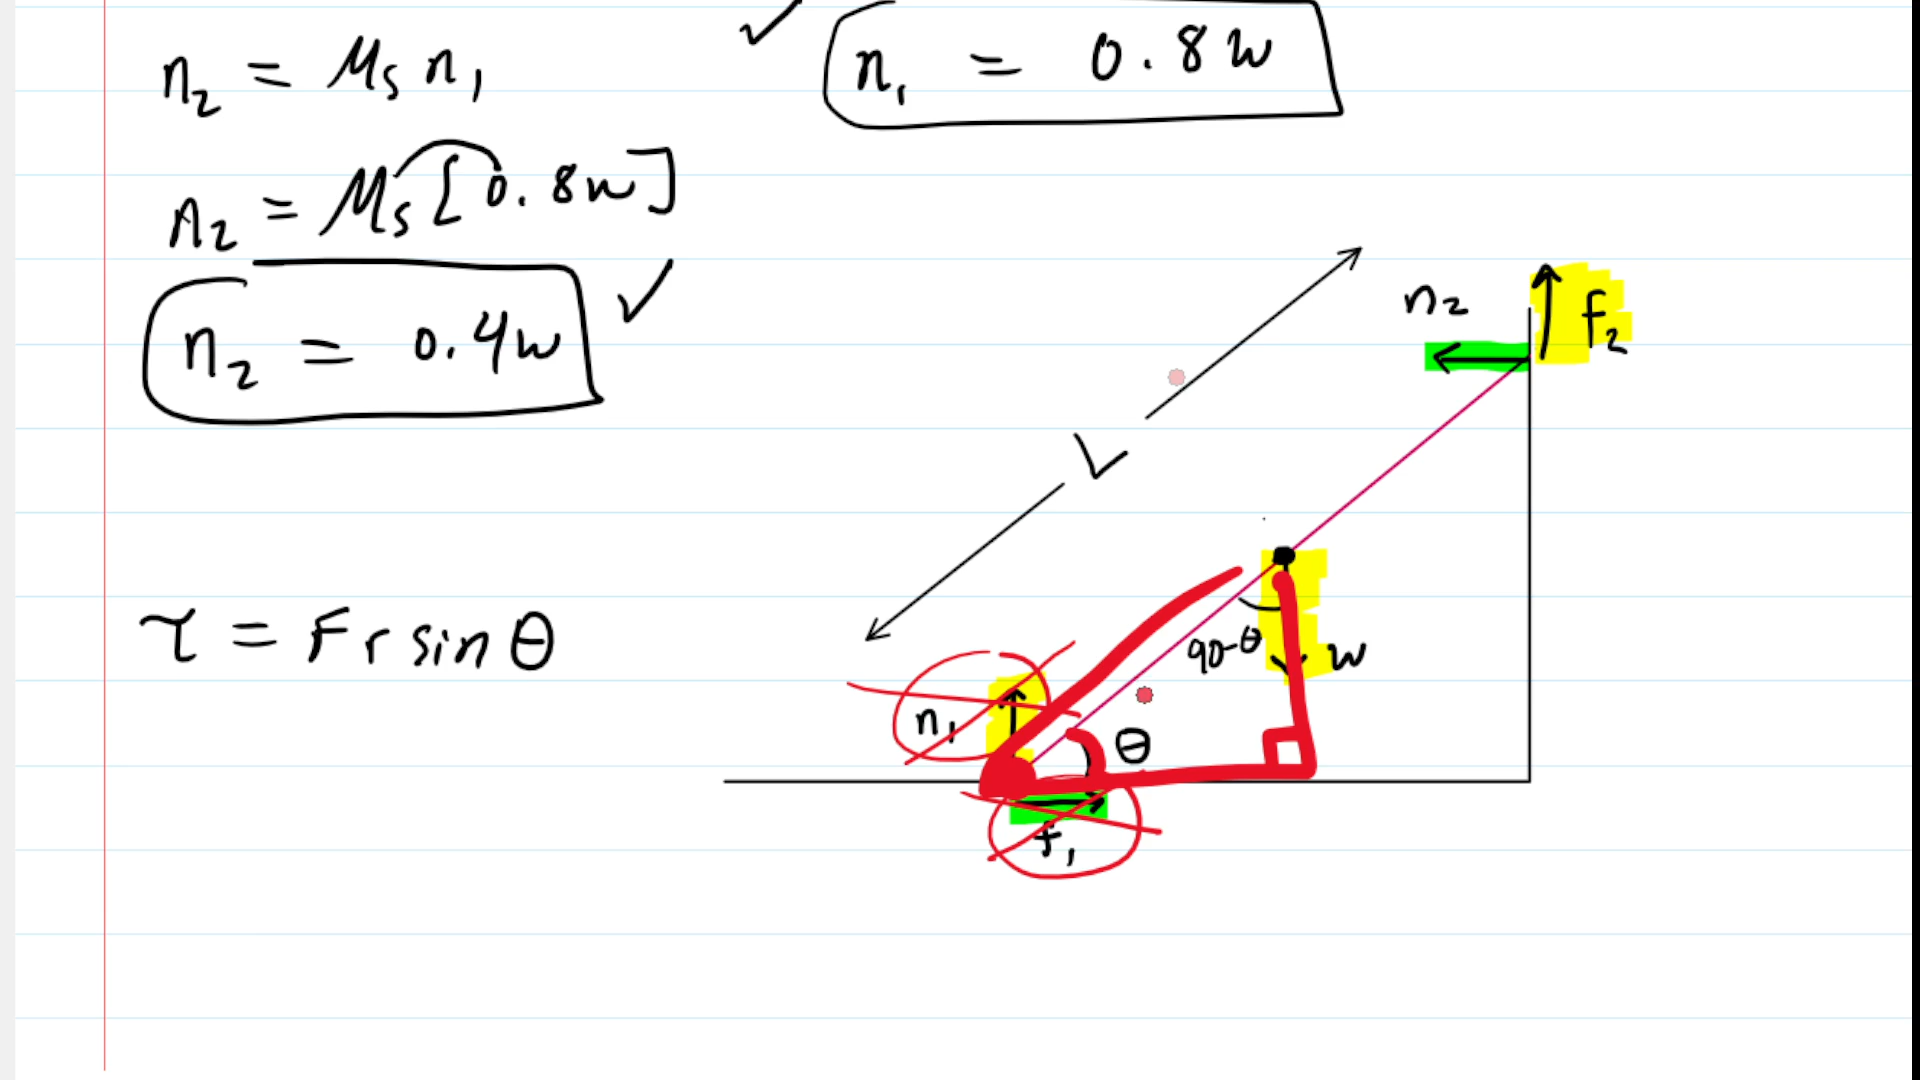 n₂ = μₛ n₁
n₁ = 0.8w
n₂ = μₛ [0.8w]
n₂ = 0.4w
n₂
f₂
L
τ = F r sin θ
90-θ
w
n₁
θ
f₁